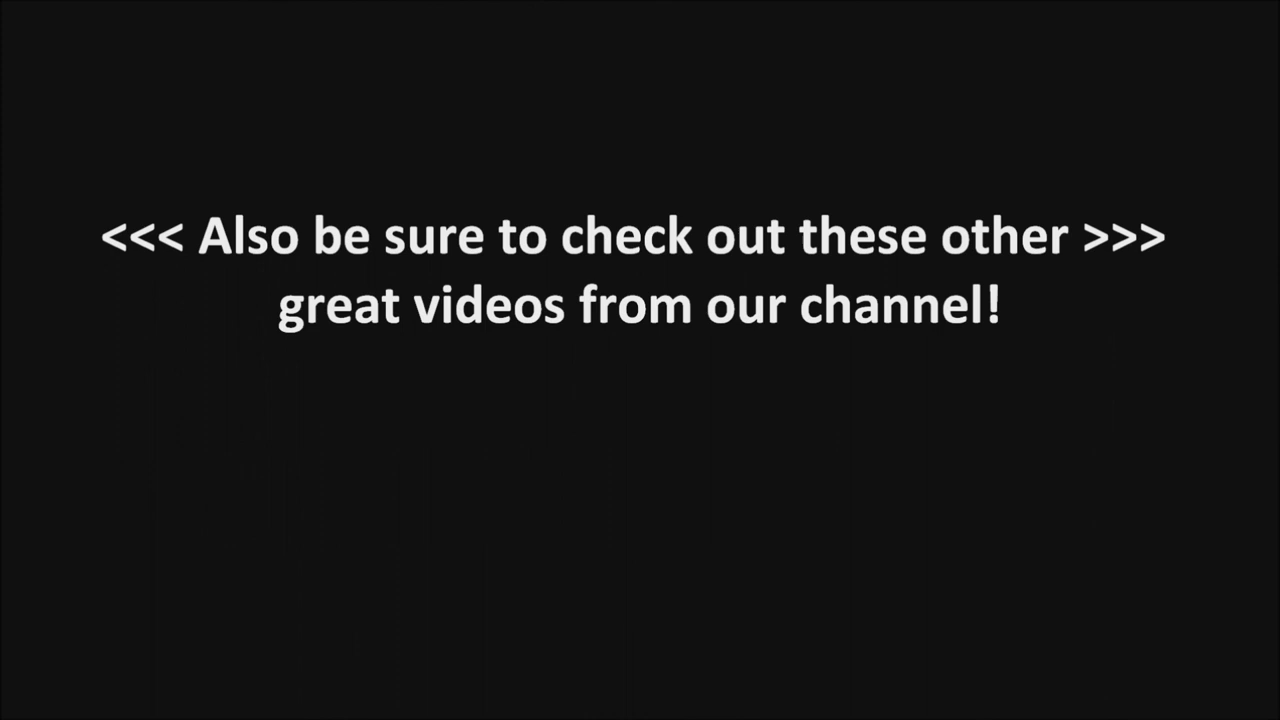 <<< Also be sure to check out these other >>>
great videos from our channel!